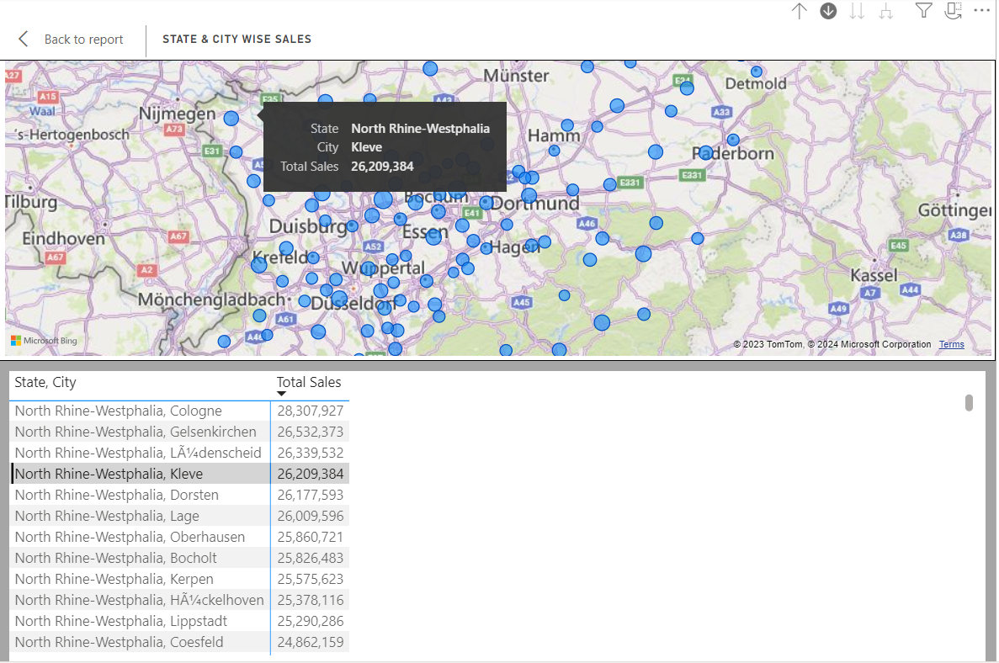 Back to report
STATE & CITY WISE SALES
Münster
Detmold
A27
A15
E35
A43
E34
Waal
Nijmegen
A33
's-Hertogenbosch
A73
Hamm
E31
Paderborn
State North Rhine-Westphalia
City Kleve
Total Sales 26,209,384
E331
E331
Tilburg
Bochum
Dortmund
E41
Göttingen
Duisburg
Essen
A46
Eindhoven
A67
A38
A67
A52
Hagen
E45
Krefeld
A2
Wuppertal
Kassel
A7
A44
Mönchengladbach
Düsseldorf
A45
A49
A61
Microsoft Bing
© 2023 TomTom, © 2024 Microsoft Corporation Terms
State, City Total Sales
North Rhine-Westphalia, Cologne 28,307,927
North Rhine-Westphalia, Gelsenkirchen 26,532,373
North Rhine-Westphalia, LÃ¼denscheid 26,339,532
North Rhine-Westphalia, Kleve 26,209,384
North Rhine-Westphalia, Dorsten 26,177,593
North Rhine-Westphalia, Lage 26,009,596
North Rhine-Westphalia, Oberhausen 25,860,721
North Rhine-Westphalia, Bocholt 25,826,483
North Rhine-Westphalia, Kerpen 25,575,623
North Rhine-Westphalia, HÃ¼ckelhoven 25,378,116
North Rhine-Westphalia, Lippstadt 25,290,286
North Rhine-Westphalia, Coesfeld 24,862,159